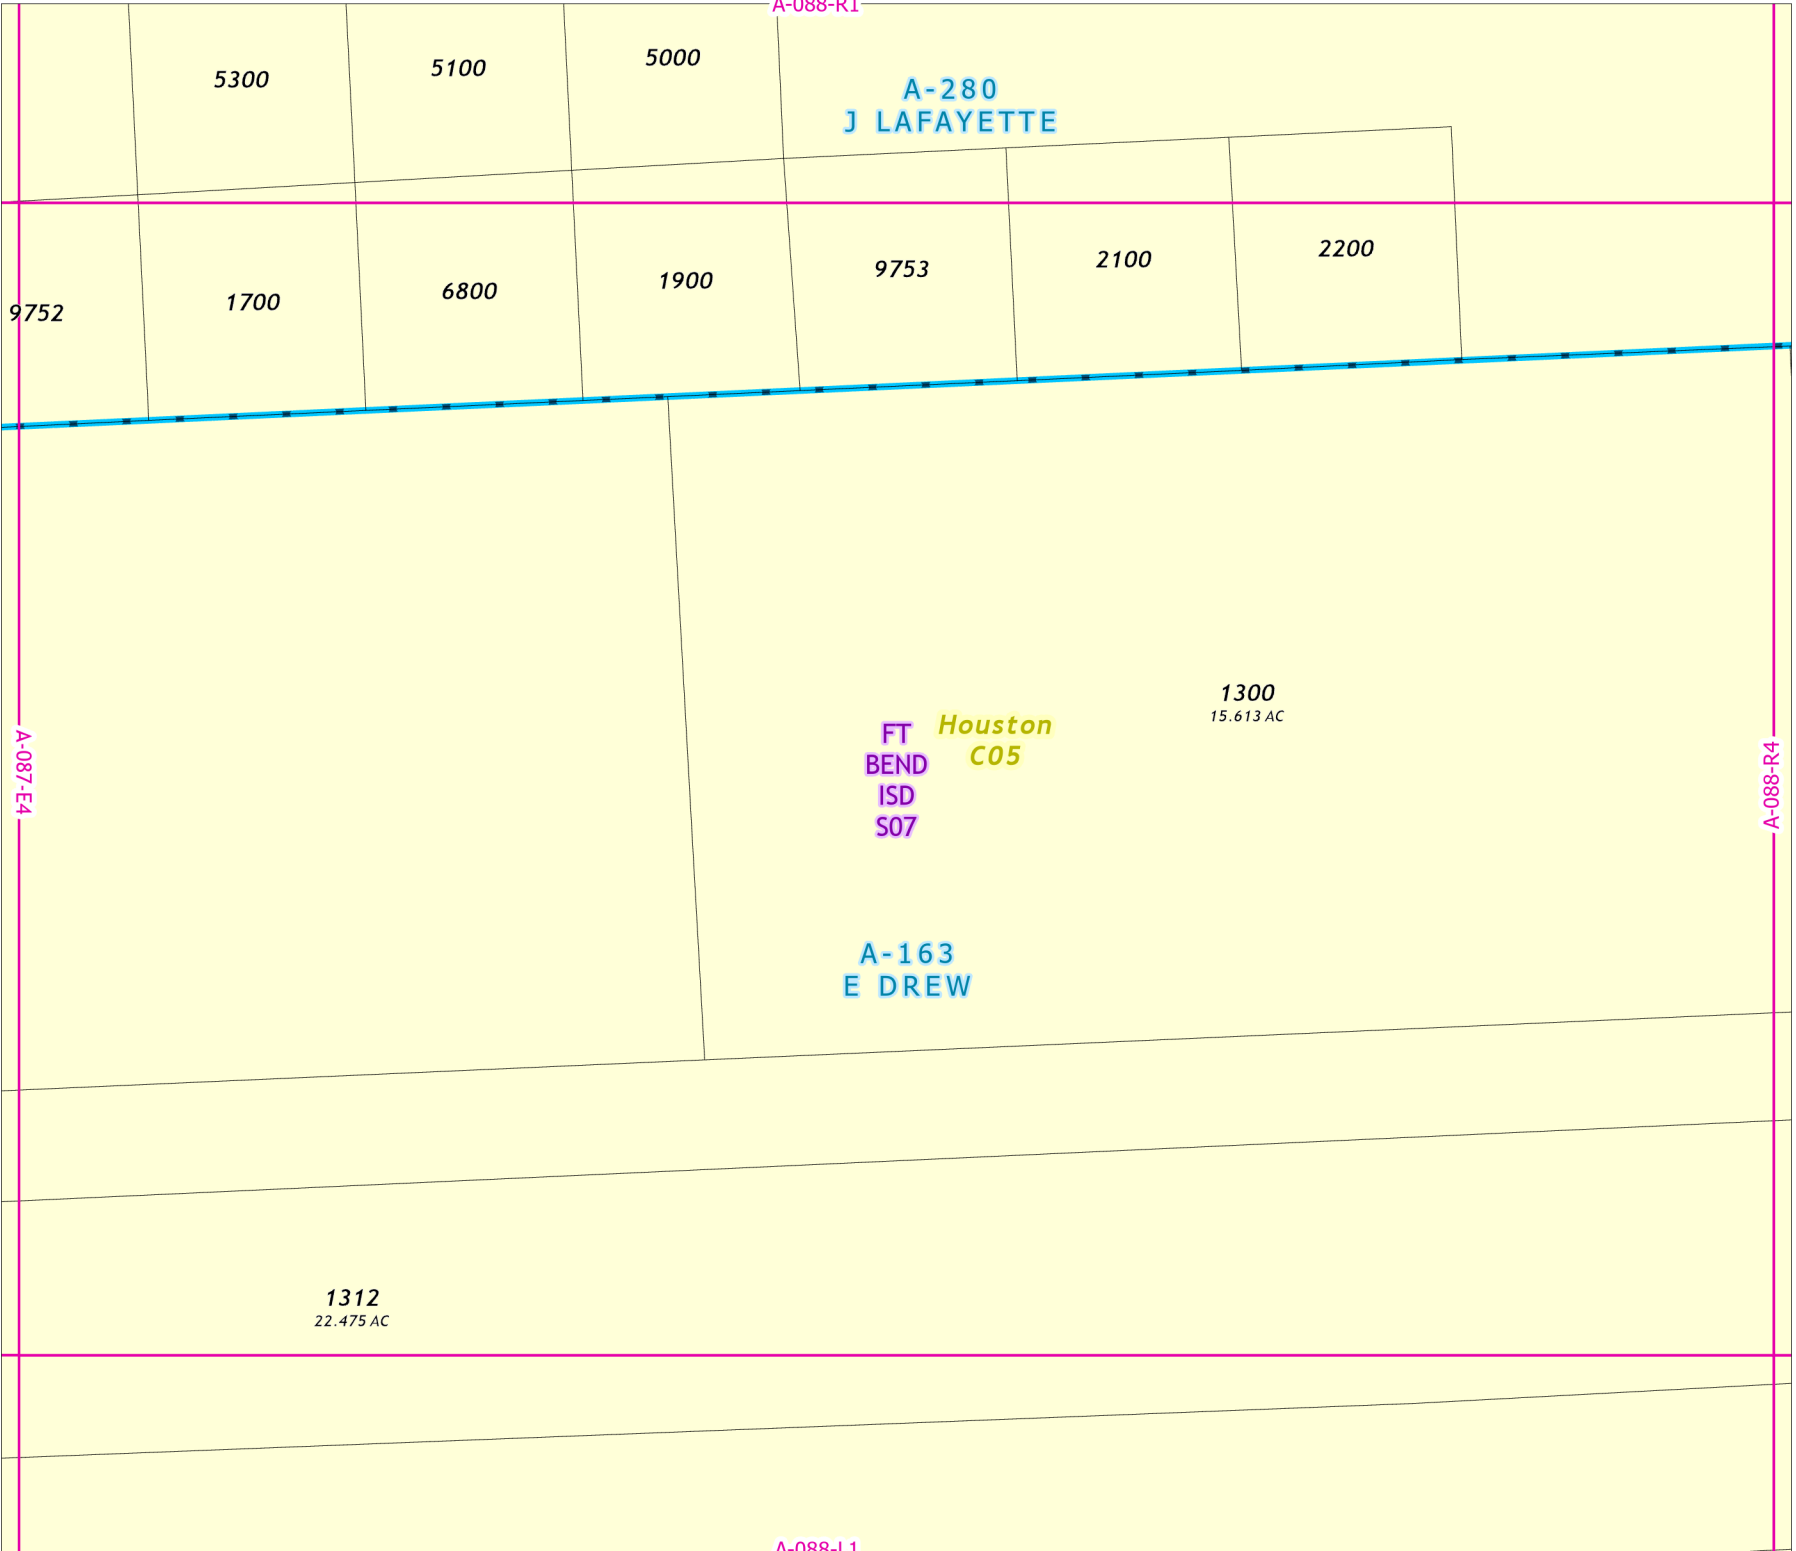 A-088-R1
5300
5100
5000
A-280
J LAFAYETTE
9752
1700
6800
1900
9753
2100
2200
1300
15.613 AC
FT
BEND
ISD
S07
Houston
C05
A-087-E4
A-088-R4
A-163
E DREW
1312
22.475 AC
A-088-L1